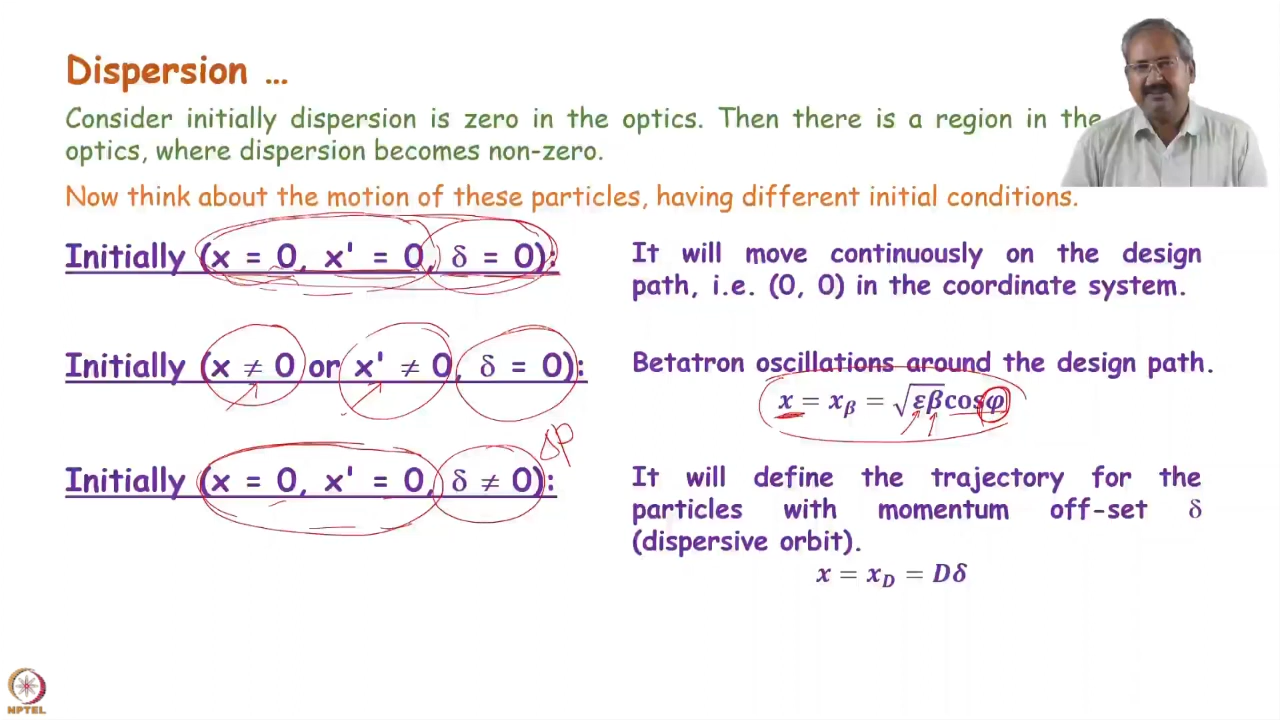 Dispersion …
Consider initially dispersion is zero in the optics. Then there is a region in the
optics, where dispersion becomes non-zero.
Now think about the motion of these particles, having different initial conditions.
Initially (x = 0, x' = 0, δ = 0):
It will move continuously on the design
path, i.e. (0, 0) in the coordinate system.
Initially (x ≠ 0 or x' ≠ 0, δ = 0):
Betatron oscillations around the design path.
x = x_β = √εβcosφ
ΔP
Initially (x = 0, x' = 0, δ ≠ 0):
It will define the trajectory for the
particles with momentum off-set δ
(dispersive orbit).
x = x_D = Dδ
NPTEL